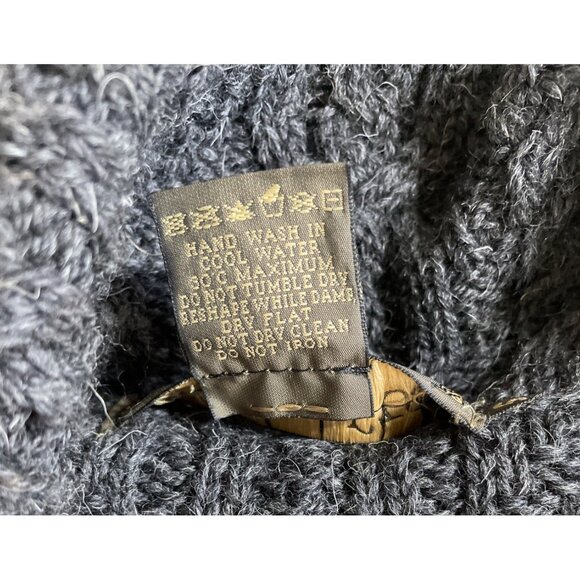 HAND WASH IN
COOL WATER
30°C MAXIMUM
DO NOT TUMBLE DRY
RESHAPE WHILE DAMP
DRY FLAT
DO NOT DRY CLEAN
DO NOT IRON